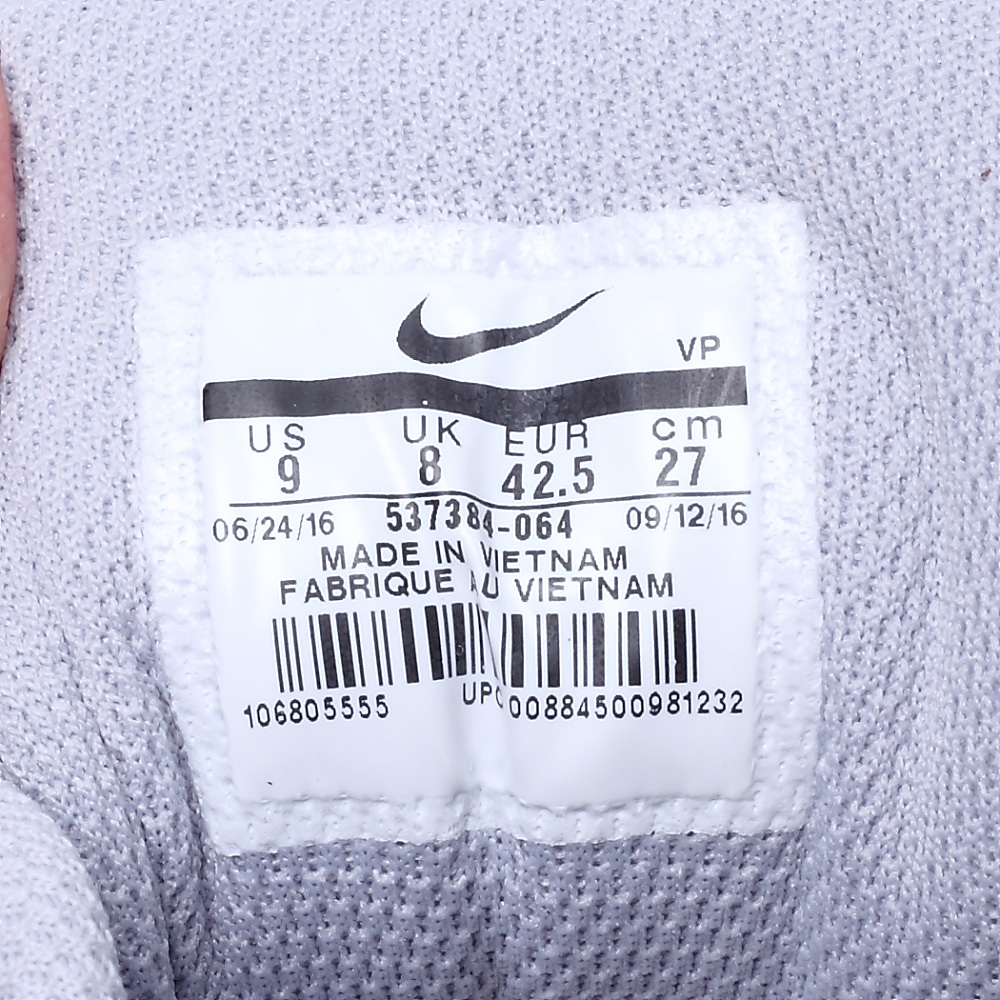 VP
US UK EUR cm
9 8 42.5 27
06/24/16 537384-064 09/12/16
MADE IN VIETNAM
FABRIQUE AU VIETNAM
106805555 UPC 00884500981232